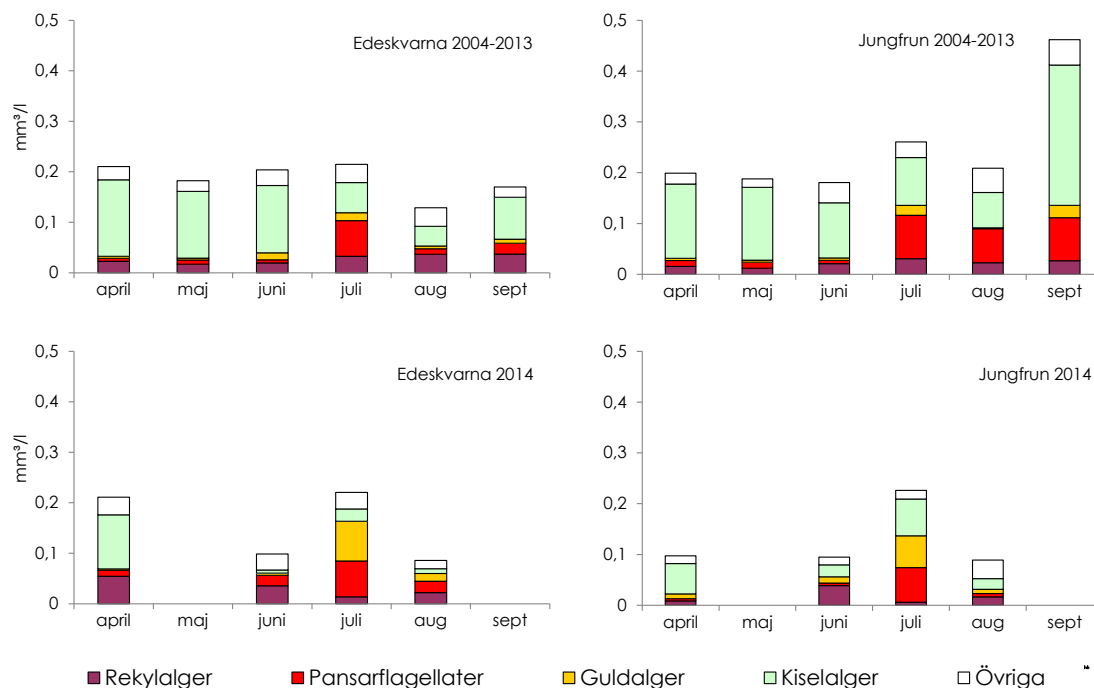 Edeskvarna 2004-2013
mm³/l
0,5
0,4
0,3
0,2
0,1
0
april maj juni juli aug sept
Jungfrun 2004-2013
0,5
0,4
0,3
0,2
0,1
0
april maj juni juli aug sept
Edeskvarna 2014
mm³/l
0,5
0,4
0,3
0,2
0,1
0
april maj juni juli aug sept
Jungfrun 2014
0,5
0,4
0,3
0,2
0,1
0
april maj juni juli aug sept
Rekylalger Pansarflagellater Guldalger Kiselalger Övriga